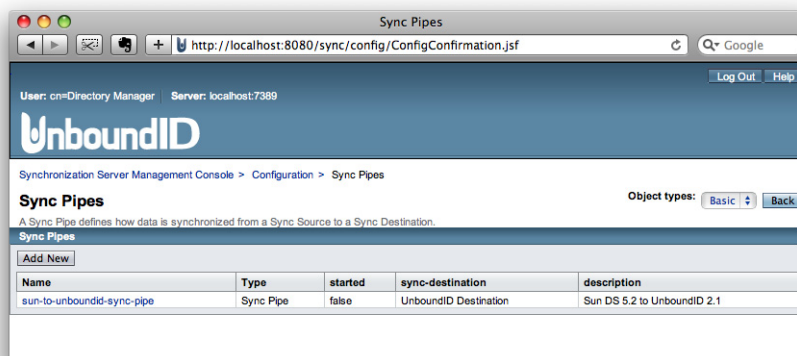 Sync Pipes
http://localhost:8080/sync/config/ConfigConfirmation.jsf
Google
Log Out Help
User: cn=Directory Manager Server: localhost:7389
UnboundID
Synchronization Server Management Console > Configuration > Sync Pipes
Sync Pipes
Object types: Basic Back
A Sync Pipe defines how data is synchronized from a Sync Source to a Sync Destination.
Sync Pipes
Add New
Name Type started sync-destination description
sun-to-unboundid-sync-pipe Sync Pipe false UnboundID Destination Sun DS 5.2 to UnboundID 2.1